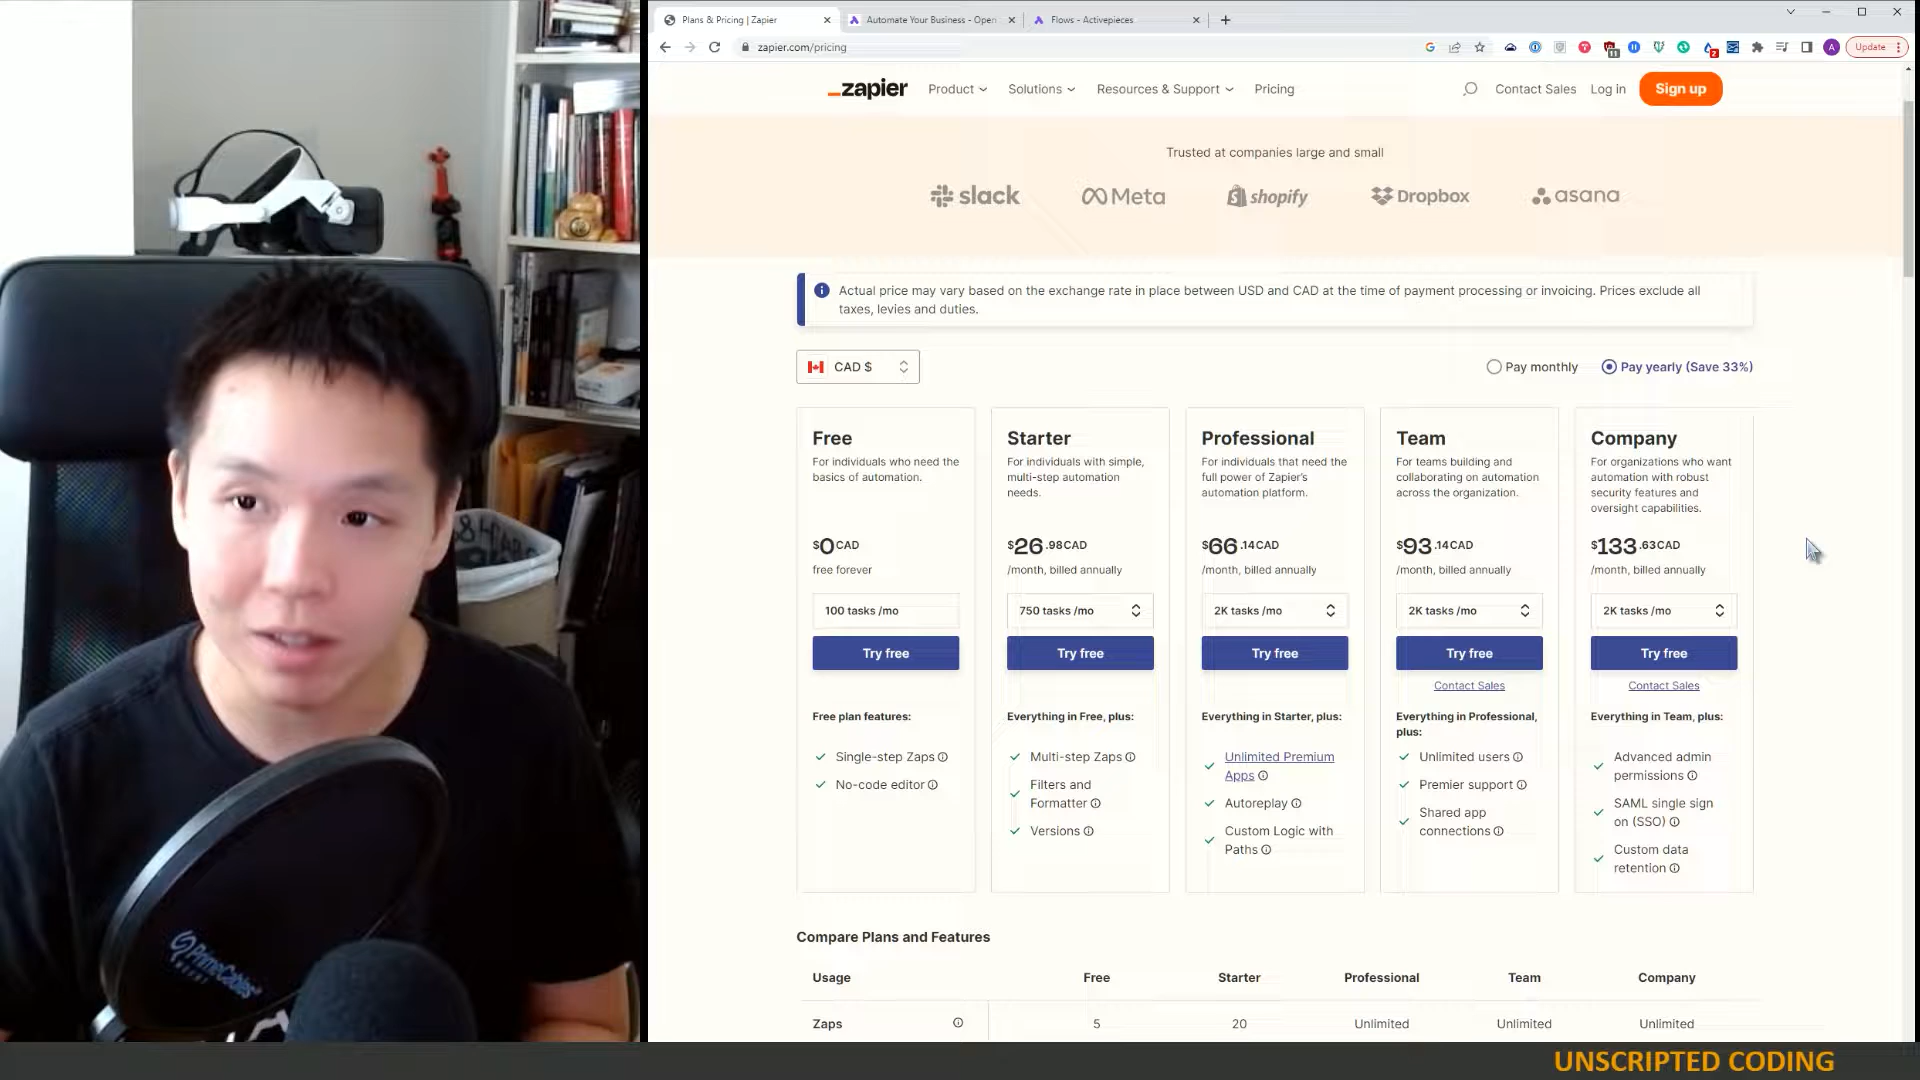 Plans & Pricing | Zapier
Automate Your Business - Open
Flows - Activepieces
zapier.com/pricing
Update
zapier
Product
Solutions
Resources & Support
Pricing
Contact Sales
Log in
Sign up
Trusted at companies large and small
slack
Meta
shopify
Dropbox
asana
Actual price may vary based on the exchange rate in place between USD and CAD at the time of payment processing or invoicing. Prices exclude all
taxes, levies and duties.
CAD $
Pay monthly
Pay yearly (Save 33%)
Free
For individuals who need the
basics of automation.
$0CAD
free forever
100 tasks /mo
Try free
Free plan features:
Single-step Zaps
No-code editor
Starter
For individuals with simple,
multi-step automation
needs.
$26.98CAD
/month, billed annually
750 tasks /mo
Try free
Everything in Free, plus:
Multi-step Zaps
Filters and
Formatter
Versions
Professional
For individuals that need the
full power of Zapier's
automation platform.
$66.14CAD
/month, billed annually
2K tasks /mo
Try free
Everything in Starter, plus:
Unlimited Premium
Apps
Autoreplay
Custom Logic with
Paths
Team
For teams building and
collaborating on automation
across the organization.
$93.14CAD
/month, billed annually
2K tasks /mo
Try free
Contact Sales
Everything in Professional,
plus:
Unlimited users
Premier support
Shared app
connections
Company
For organizations who want
automation with robust
security features and
oversight capabilities.
$133.63CAD
/month, billed annually
2K tasks /mo
Try free
Contact Sales
Everything in Team, plus:
Advanced admin
permissions
SAML single sign
on (SSO)
Custom data
retention
Compare Plans and Features
Usage
Free
Starter
Professional
Team
Company
Zaps
5
20
Unlimited
Unlimited
Unlimited
PrimeCables
UNSCRIPTED CODING